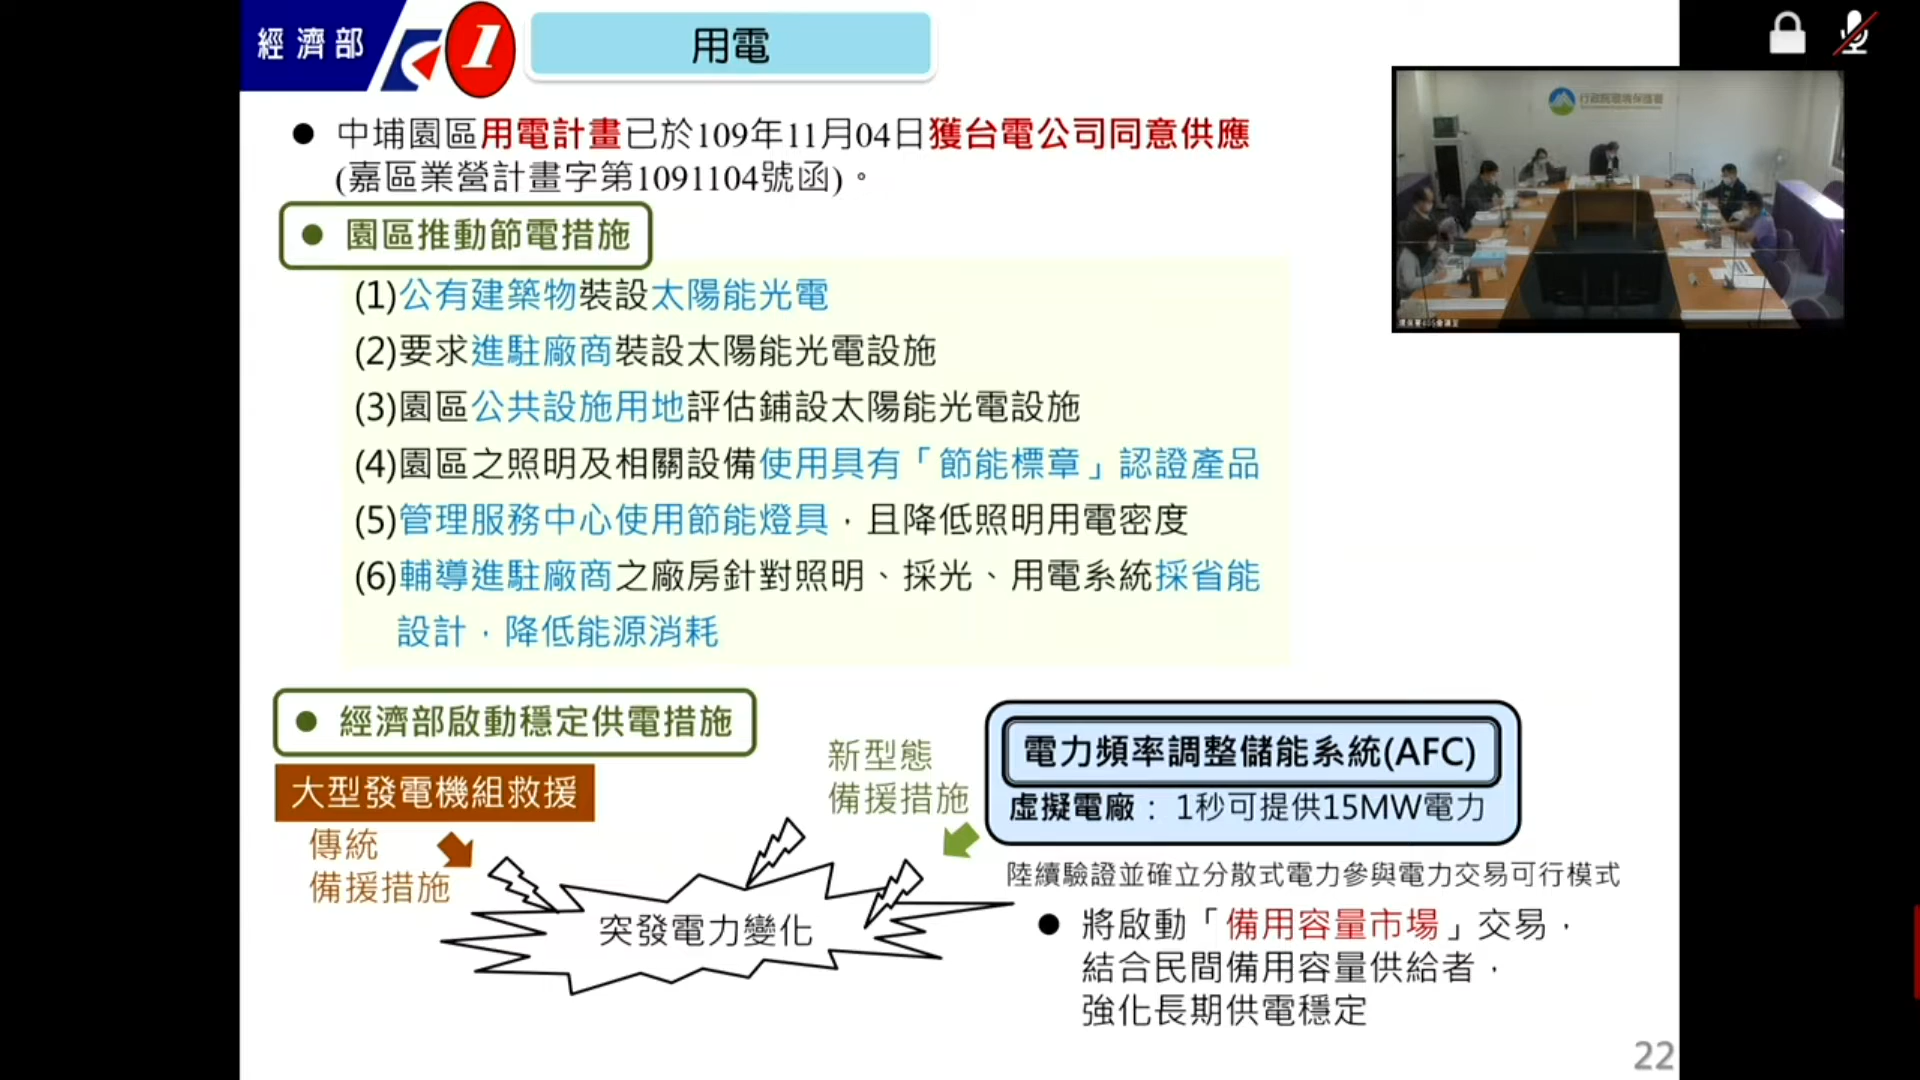 經濟部
1
用電
● 中埔園區用電計畫已於109年11月04日獲台電公司同意供應
(嘉區業營計畫字第1091104號函)。
● 園區推動節電措施
(1)公有建築物裝設太陽能光電
(2)要求進駐廠商裝設太陽能光電設施
(3)園區公共設施用地評估鋪設太陽能光電設施
(4)園區之照明及相關設備使用具有「節能標章」認證產品
(5)管理服務中心使用節能燈具，且降低照明用電密度
(6)輔導進駐廠商之廠房針對照明、採光、用電系統採省能
設計，降低能源消耗
● 經濟部啟動穩定供電措施
大型發電機組救援
傳統
備援措施
突發電力變化
新型態
備援措施
電力頻率調整儲能系統(AFC)
虛擬電廠： 1秒可提供15MW電力
陸續驗證並確立分散式電力參與電力交易可行模式
● 將啟動「備用容量市場」交易，
結合民間備用容量供給者，
強化長期供電穩定
22
行政院環境保護署